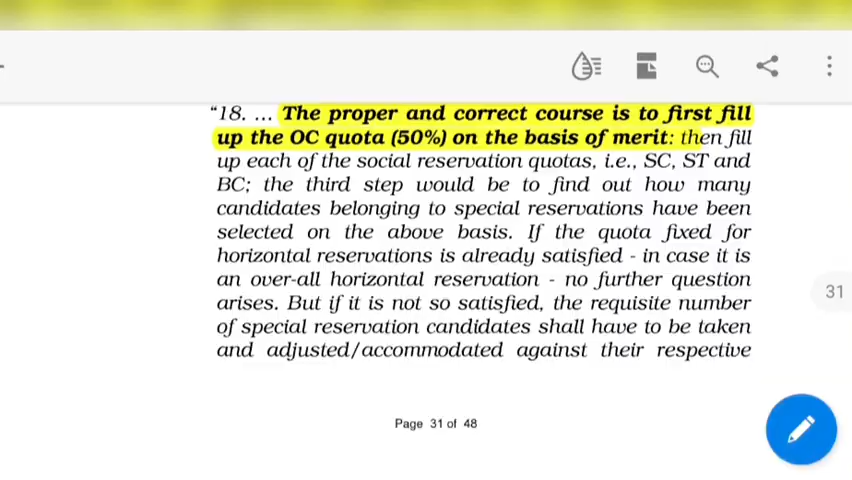 “18. ... The proper and correct course is to first fill
up the OC quota (50%) on the basis of merit: then fill
up each of the social reservation quotas, i.e., SC, ST and
BC; the third step would be to find out how many
candidates belonging to special reservations have been
selected on the above basis. If the quota fixed for
horizontal reservations is already satisfied - in case it is
an over-all horizontal reservation - no further question
arises. But if it is not so satisfied, the requisite number
of special reservation candidates shall have to be taken
and adjusted/accommodated against their respective
31
Page 31 of 48